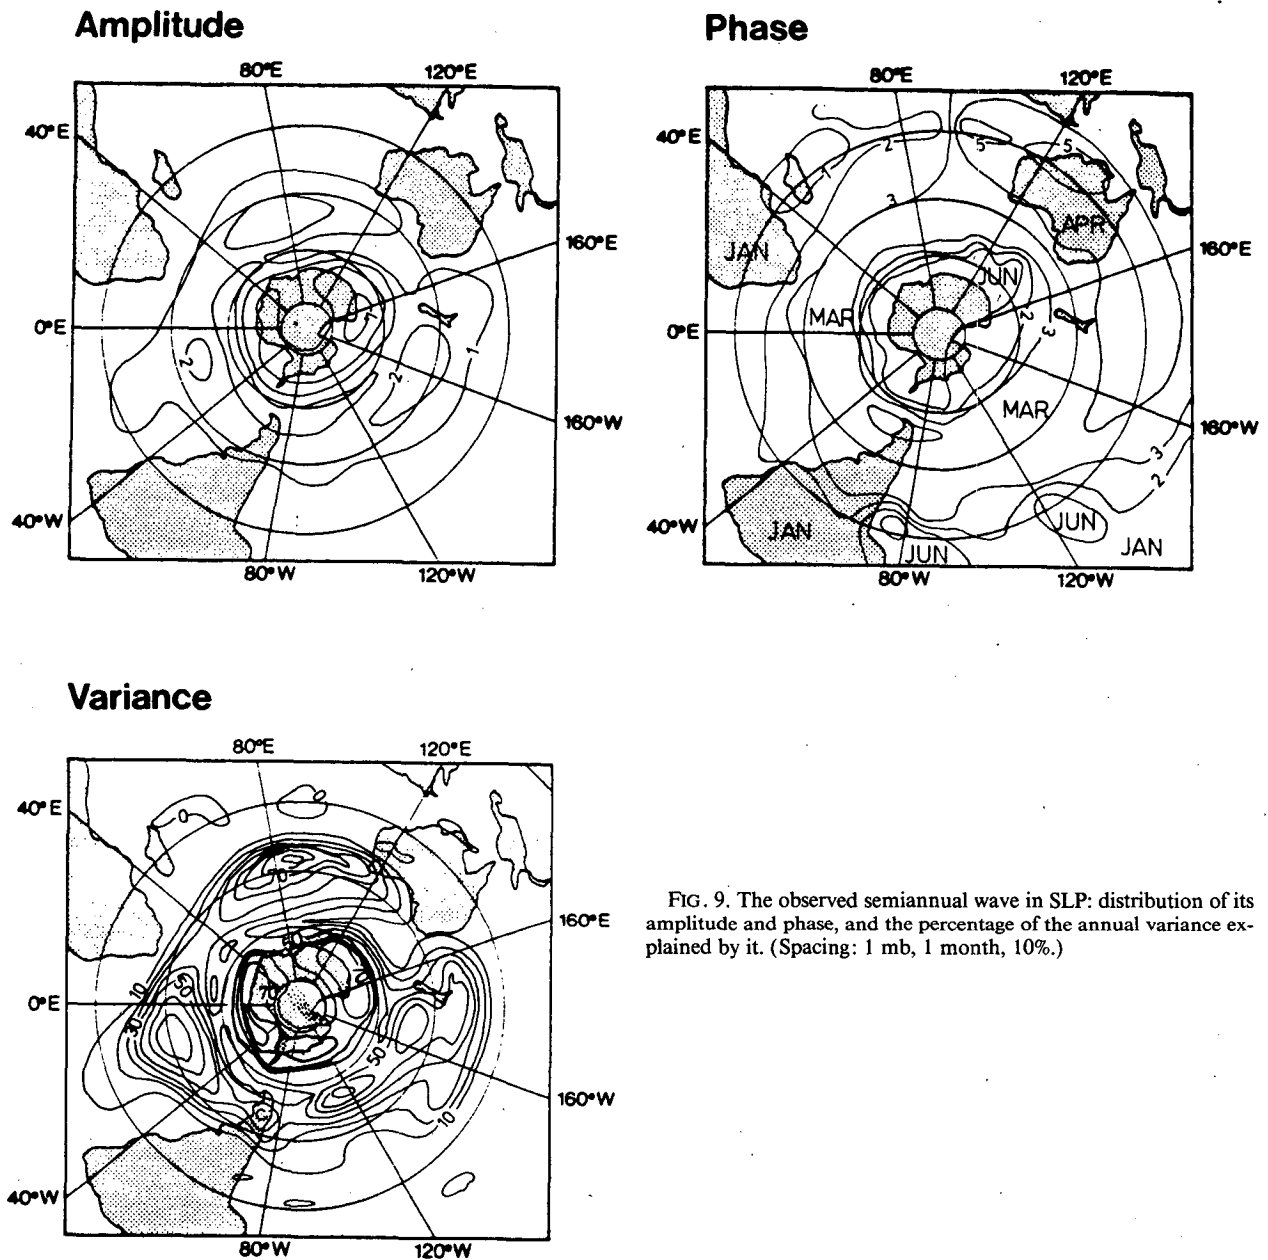 Amplitude
Phase
80°E
120°E
80°E
120°E
40°E
40°E
160°E
160°E
0°E
0°E
160°W
160°W
40°W
40°W
80°W
120°W
80°W
120°W
1
2
2
1
1
2
5
5
3
APR
JAN
JUN
MAR
2
3
MAR
3
2
JUN
JAN
JUN
JAN
Variance
80°E
120°E
40°E
160°E
0°E
160°W
40°W
80°W
120°W
0
0
70
10
50
30
70
50
10
FIG. 9. The observed semiannual wave in SLP: distribution of its
amplitude and phase, and the percentage of the annual variance ex-
plained by it. (Spacing: 1 mb, 1 month, 10%.)